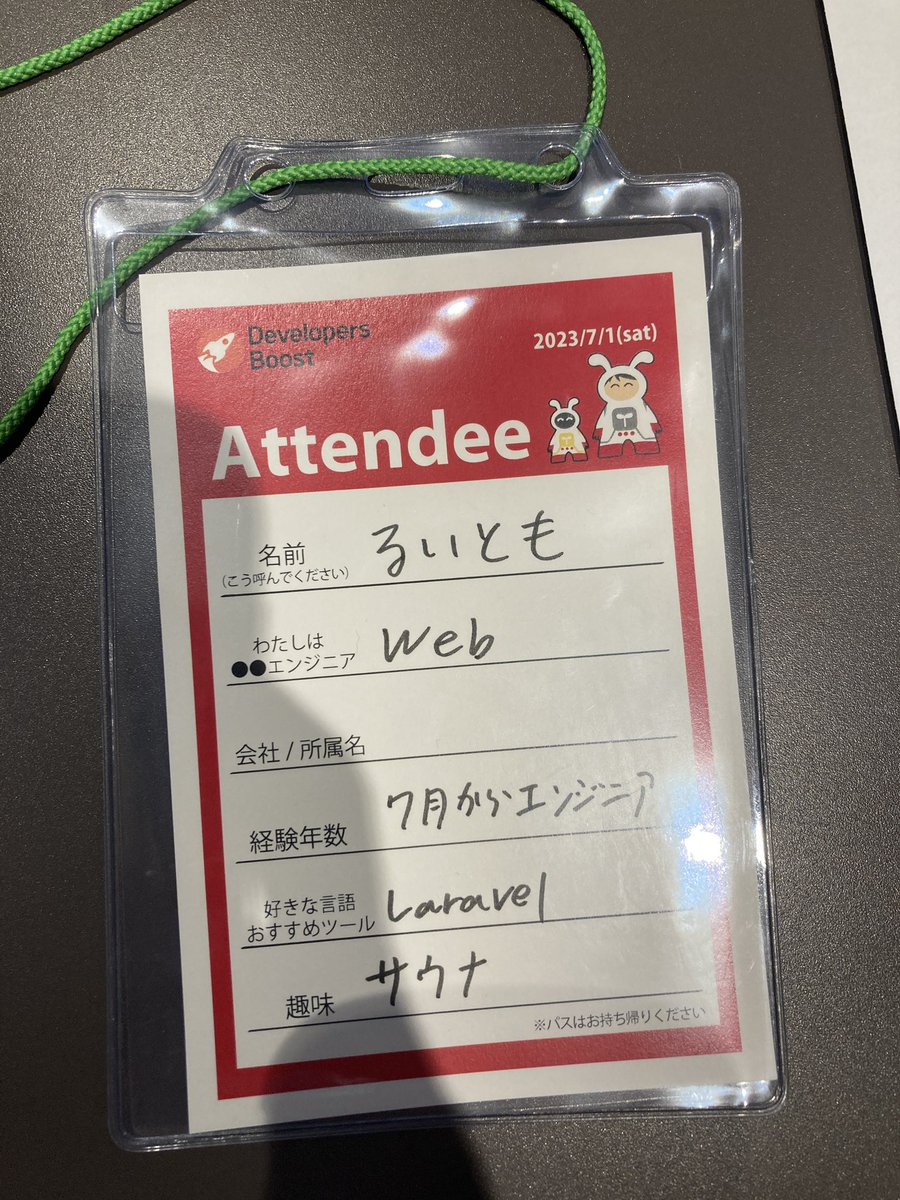 Developers
Boost
2023/7/1(sat)
Attendee
名前
(こう呼んでください)
るいとも
わたしは
●●エンジニア
Web
会社 / 所属名
経験年数
7月からエンジニア
好きな言語
おすすめツール
Laravel
趣味
サウナ
※パスはお持ち帰りください